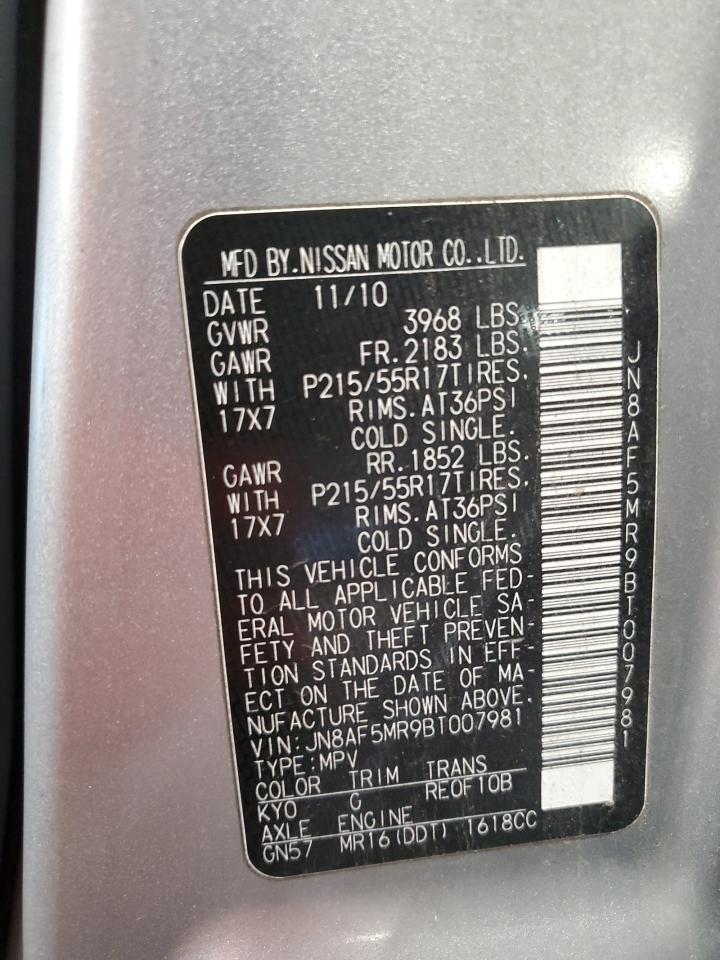 MFD BY.NISSAN MOTOR CO.,LTD.
DATE 11/10
GVWR 3968 LBS.
GAWR FR.2183 LBS.
WITH P215/55R17TIRES.
17X7 RIMS.AT36PSI
COLD SINGLE.
GAWR RR.1852 LBS.
WITH P215/55R17TIRES.
17X7 RIMS.AT36PSI
COLD SINGLE.
THIS VEHICLE CONFORMS
TO ALL APPLICABLE FED-
ERAL MOTOR VEHICLE SA-
FETY AND THEFT PREVEN-
TION STANDARDS IN EFF-
ECT ON THE DATE OF MA-
NUFACTURE SHOWN ABOVE.
VIN:JN8AF5MR9BT007981
TYPE:MPV
COLOR TRIM TRANS
KY0 C RE0F10B
AXLE ENGINE
GN57 MR16(DDT) 1618CC
JN8AF5MR9BT007981